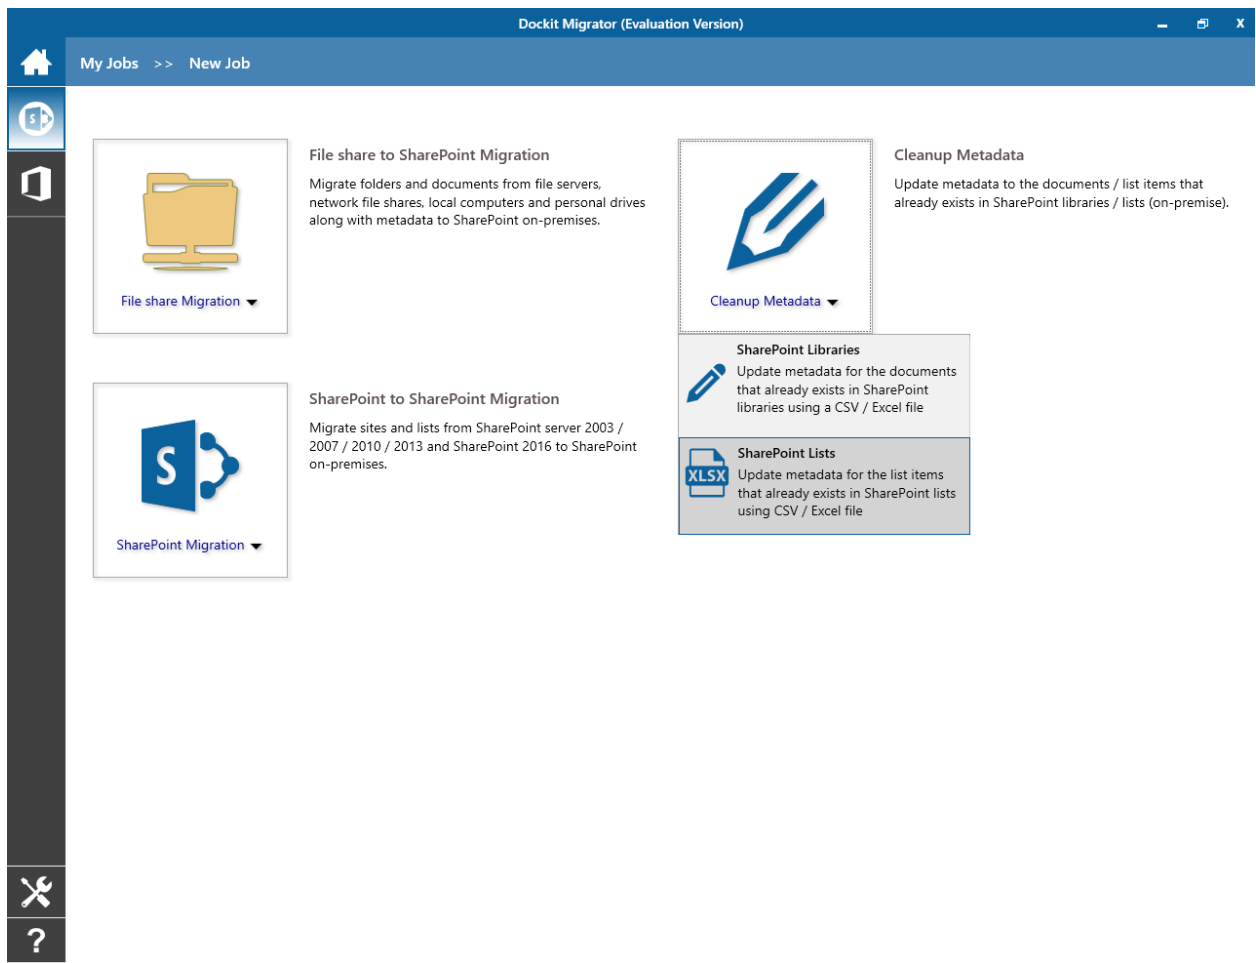 Dockit Migrator (Evaluation Version)
X
My Jobs >> New Job
S
File share to SharePoint Migration
Migrate folders and documents from file servers,
network file shares, local computers and personal drives
along with metadata to SharePoint on-premises.
File share Migration
Cleanup Metadata
Update metadata to the documents / list items that
already exists in SharePoint libraries / lists (on-premise).
Cleanup Metadata
SharePoint Libraries
Update metadata for the documents
that already exists in SharePoint
libraries using a CSV / Excel file
XLSX
SharePoint Lists
Update metadata for the list items
that already exists in SharePoint lists
using CSV / Excel file
SharePoint to SharePoint Migration
Migrate sites and lists from SharePoint server 2003 /
2007 / 2010 / 2013 and SharePoint 2016 to SharePoint
on-premises.
S
SharePoint Migration
?